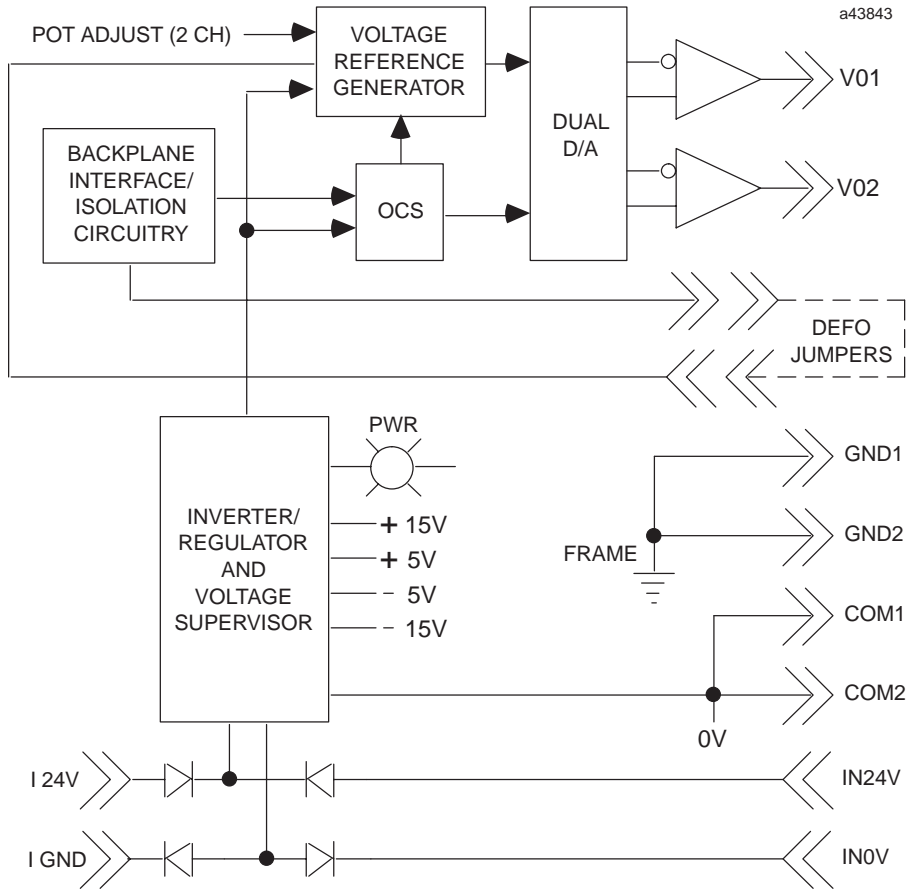 a43843
POT ADJUST (2 CH)
VOLTAGE
REFERENCE
GENERATOR
DUAL
D/A
V01
V02
BACKPLANE
INTERFACE/
ISOLATION
CIRCUITRY
OCS
DEFO
JUMPERS
PWR
INVERTER/
REGULATOR
AND
VOLTAGE
SUPERVISOR
+ 15V
+ 5V
- 5V
- 15V
FRAME
GND1
GND2
COM1
COM2
0V
I 24V
IN24V
I GND
IN0V